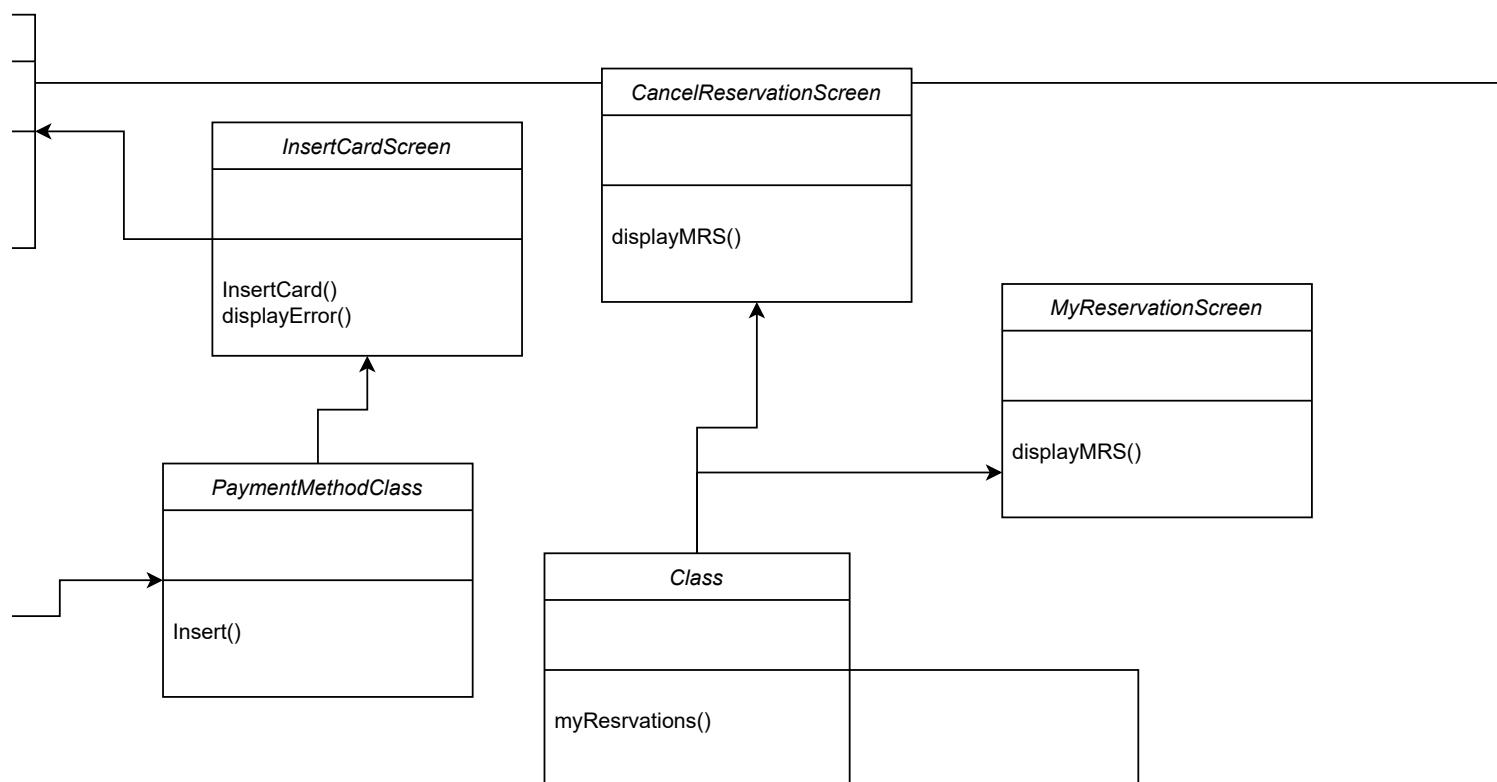 CancelReservationScreen
displayMRS()
InsertCardScreen
InsertCard()
displayError()
MyReservationScreen
displayMRS()
PaymentMethodClass
Insert()
Class
myResrvations()